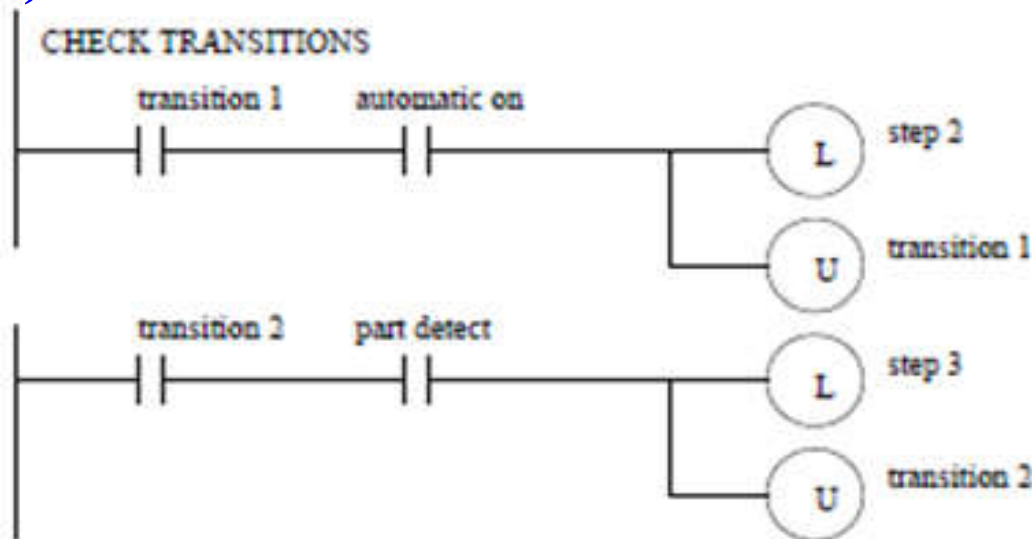 CHECK TRANSITIONS
transition 1 automatic on
L step 2
U transition 1
transition 2 part detect
L step 3
U transition 2